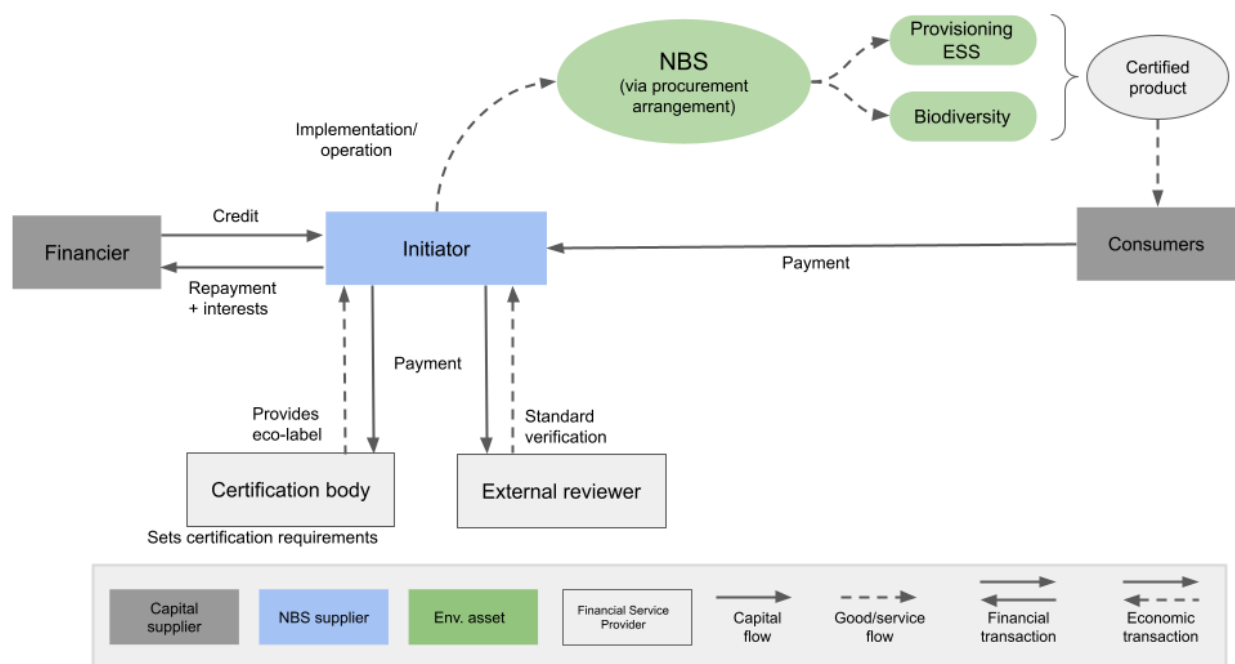 Provisioning
ESS
NBS
(via procurement
arrangement)
Certified
product
Biodiversity
Implementation/
operation
Credit
Financier
Initiator
Consumers
Payment
Repayment
+ interests
Payment
Provides
eco-label
Standard
verification
Certification body
External reviewer
Sets certification requirements
Capital
supplier
NBS supplier
Env. asset
Financial Service
Provider
Capital
flow
Good/service
flow
Financial
transaction
Economic
transaction